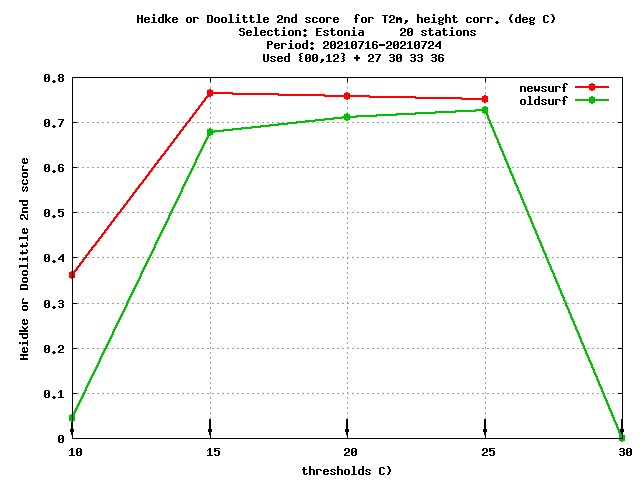 Heidke or Doolittle 2nd score  for T2m, height corr. (deg C)
Selection: Estonia     20 stations
Period: 20210716-20210724
Used {00,12} + 27 30 33 36
newsurf
oldsurf
0.8
0.7
0.6
0.5
0.4
0.3
0.2
0.1
0
Heidke or Doolittle 2nd score
10
15
20
25
30
thresholds C)